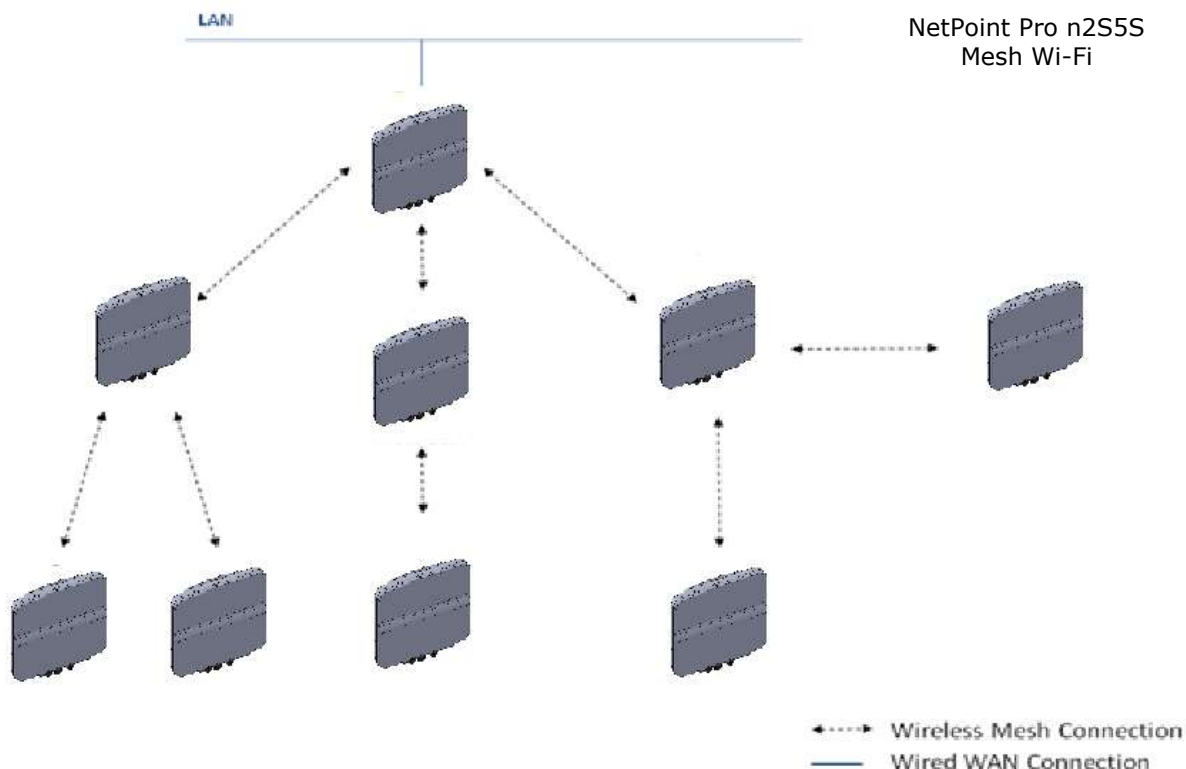 LAN
NetPoint Pro n2S5S
Mesh Wi-Fi
Wireless Mesh Connection
Wired WAN Connection